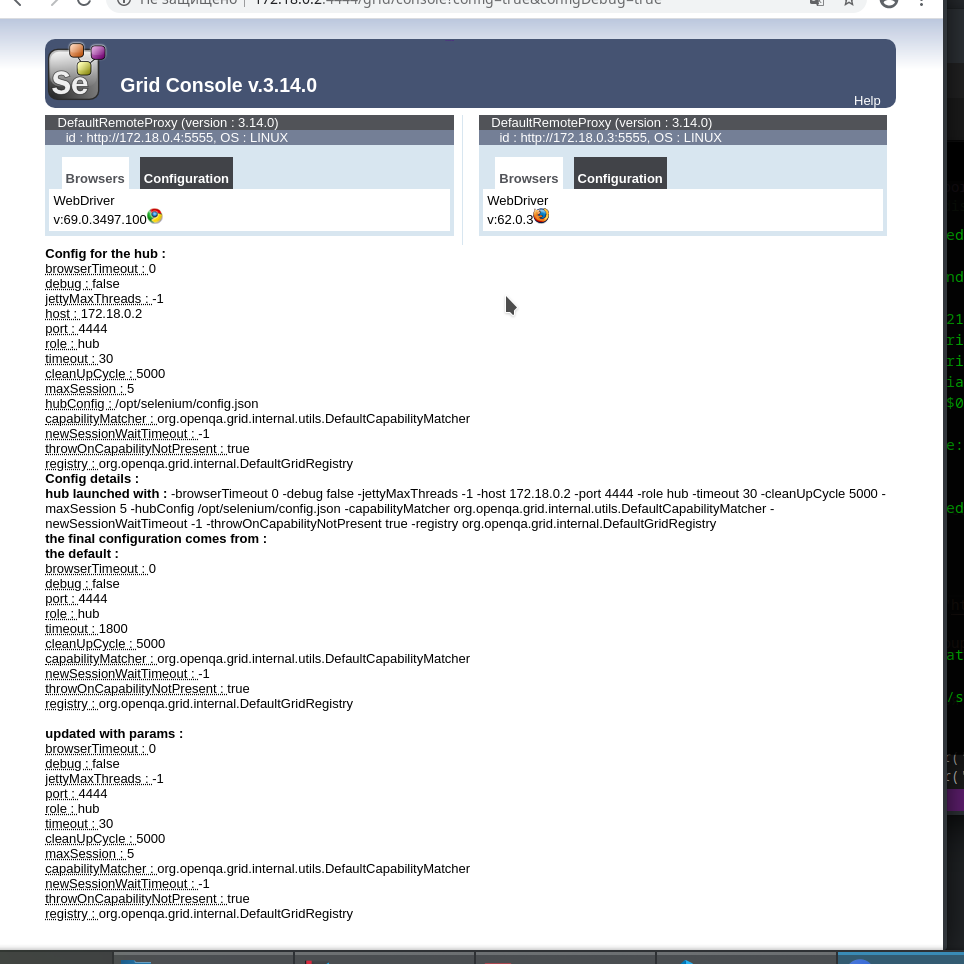 Не защищено | 172.18.0.2:4444/grid/console?config=true&configDebug=true
Se
Grid Console v.3.14.0
Help
DefaultRemoteProxy (version : 3.14.0)
id : http://172.18.0.4:5555, OS : LINUX
Browsers
Configuration
WebDriver
v:69.0.3497.100
DefaultRemoteProxy (version : 3.14.0)
id : http://172.18.0.3:5555, OS : LINUX
Browsers
Configuration
WebDriver
v:62.0.3
Config for the hub :
browserTimeout : 0
debug : false
jettyMaxThreads : -1
host : 172.18.0.2
port : 4444
role : hub
timeout : 30
cleanUpCycle : 5000
maxSession : 5
hubConfig : /opt/selenium/config.json
capabilityMatcher : org.openqa.grid.internal.utils.DefaultCapabilityMatcher
newSessionWaitTimeout : -1
throwOnCapabilityNotPresent : true
registry : org.openqa.grid.internal.DefaultGridRegistry
Config details :
hub launched with : -browserTimeout 0 -debug false -jettyMaxThreads -1 -host 172.18.0.2 -port 4444 -role hub -timeout 30 -cleanUpCycle 5000 -
maxSession 5 -hubConfig /opt/selenium/config.json -capabilityMatcher org.openqa.grid.internal.utils.DefaultCapabilityMatcher -
newSessionWaitTimeout -1 -throwOnCapabilityNotPresent true -registry org.openqa.grid.internal.DefaultGridRegistry
the final configuration comes from :
the default :
browserTimeout : 0
debug : false
port : 4444
role : hub
timeout : 1800
cleanUpCycle : 5000
capabilityMatcher : org.openqa.grid.internal.utils.DefaultCapabilityMatcher
newSessionWaitTimeout : -1
throwOnCapabilityNotPresent : true
registry : org.openqa.grid.internal.DefaultGridRegistry
updated with params :
browserTimeout : 0
debug : false
jettyMaxThreads : -1
port : 4444
role : hub
timeout : 30
cleanUpCycle : 5000
maxSession : 5
capabilityMatcher : org.openqa.grid.internal.utils.DefaultCapabilityMatcher
newSessionWaitTimeout : -1
throwOnCapabilityNotPresent : true
registry : org.openqa.grid.internal.DefaultGridRegistry